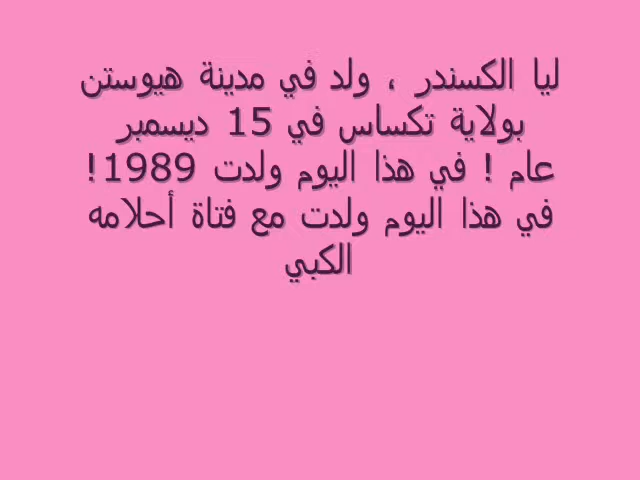 ليا الكسندر ، ولد في مدينة هيوستن
بولاية تكساس في 15 ديسمبر
عام ! في هذا اليوم ولدت 1989!
في هذا اليوم ولدت مع فتاة أحلامه
الكبي